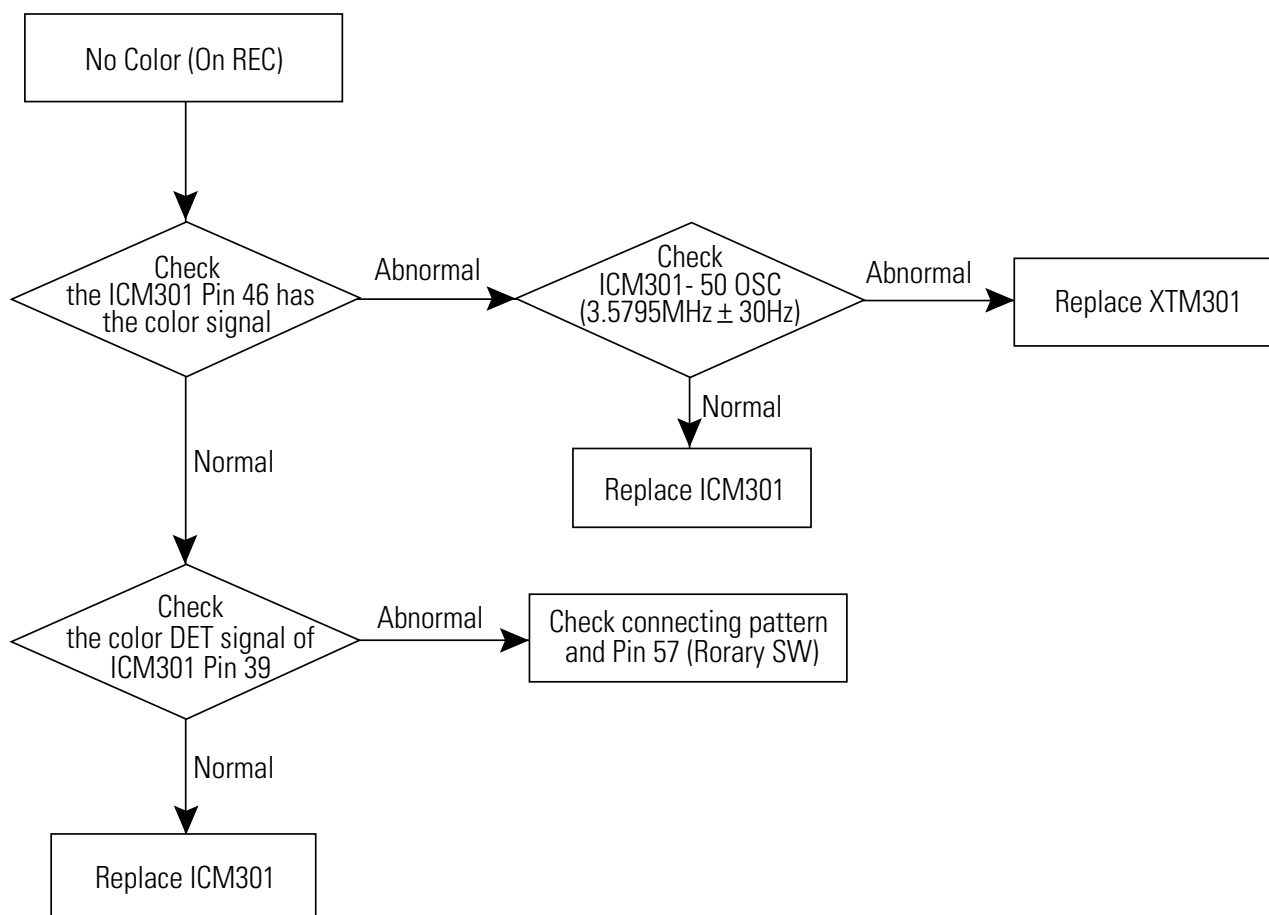 No Color (On REC)
Check
the ICM301 Pin 46 has
the color signal
Abnormal
Check
ICM301- 50 OSC
(3.5795MHz ± 30Hz)
Abnormal
Replace XTM301
Normal
Replace ICM301
Normal
Check
the color DET signal of
ICM301 Pin 39
Abnormal
Check connecting pattern
and Pin 57 (Rorary SW)
Normal
Replace ICM301